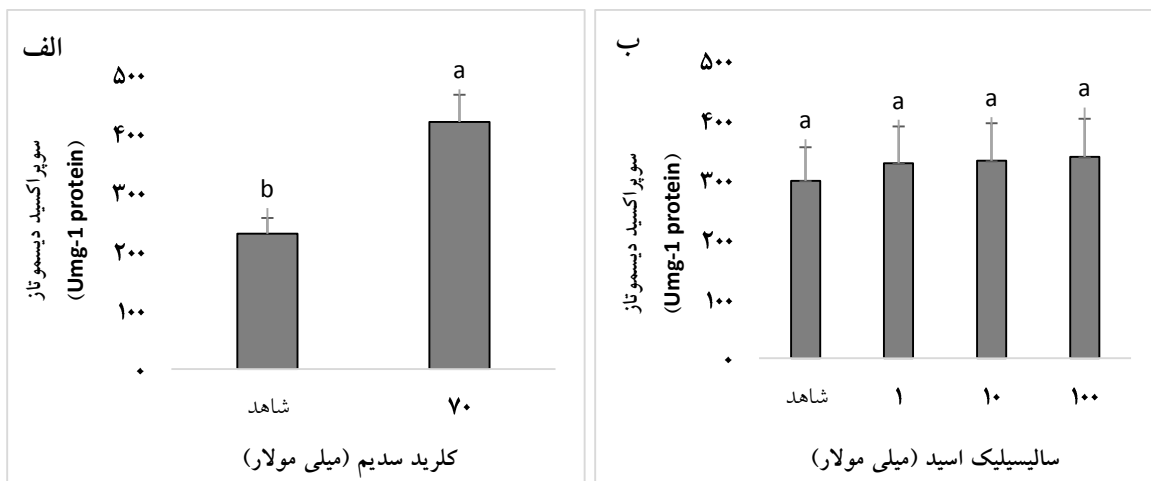 الف
۵۰۰
۴۰۰
۳۰۰
۲۰۰
۱۰۰
۰
سوپراکسید دیسموتاز
(Umg-1 protein)
b
a
شاهد
۷۰
کلرید سدیم (میلی مولار)
ب
۵۰۰
۴۰۰
۳۰۰
۲۰۰
۱۰۰
۰
سوپراکسید دیسموتاز
(Umg-1 protein)
a
a
a
a
شاهد
۱
۱۰
۱۰۰
سالیسیلیک اسید (میلی مولار)